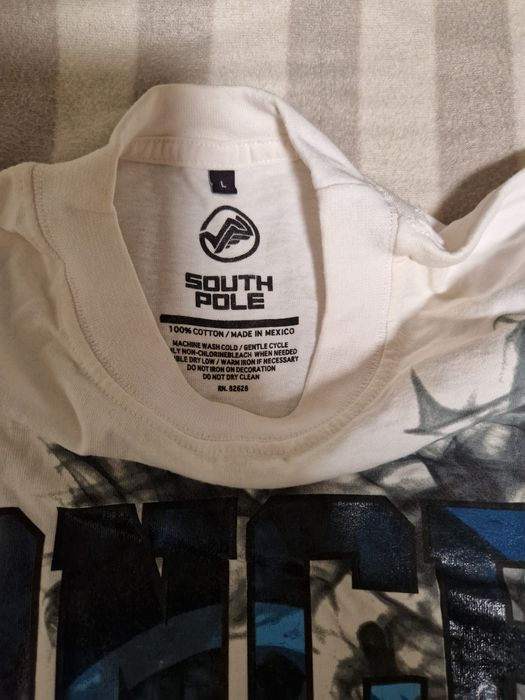 L
SOUTH
POLE
100% COTTON / MADE IN MEXICO
MACHINE WASH COLD / GENTLE CYCLE
NON-CHLORINEBLEACH WHEN NEEDED
DRY LOW / WARM IRON IF NECESSARY
DO NOT IRON ON DECORATION
DO NOT DRY CLEAN
RN. 82628